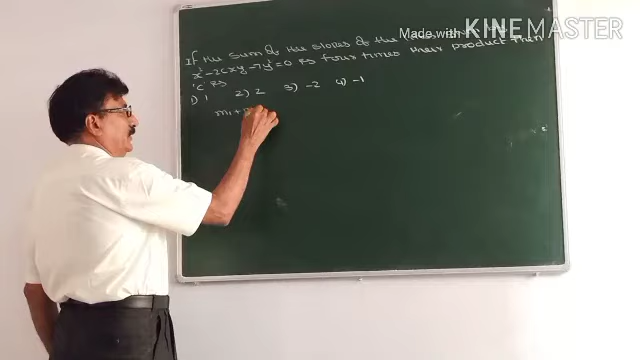 Made with KINEMASTER
If the sum of the slopes of the
x² - 2cxy - 7y² = 0 is four times their product then
'c' is
1) 1 2) 2 3) -2 4) -1
m₁ +